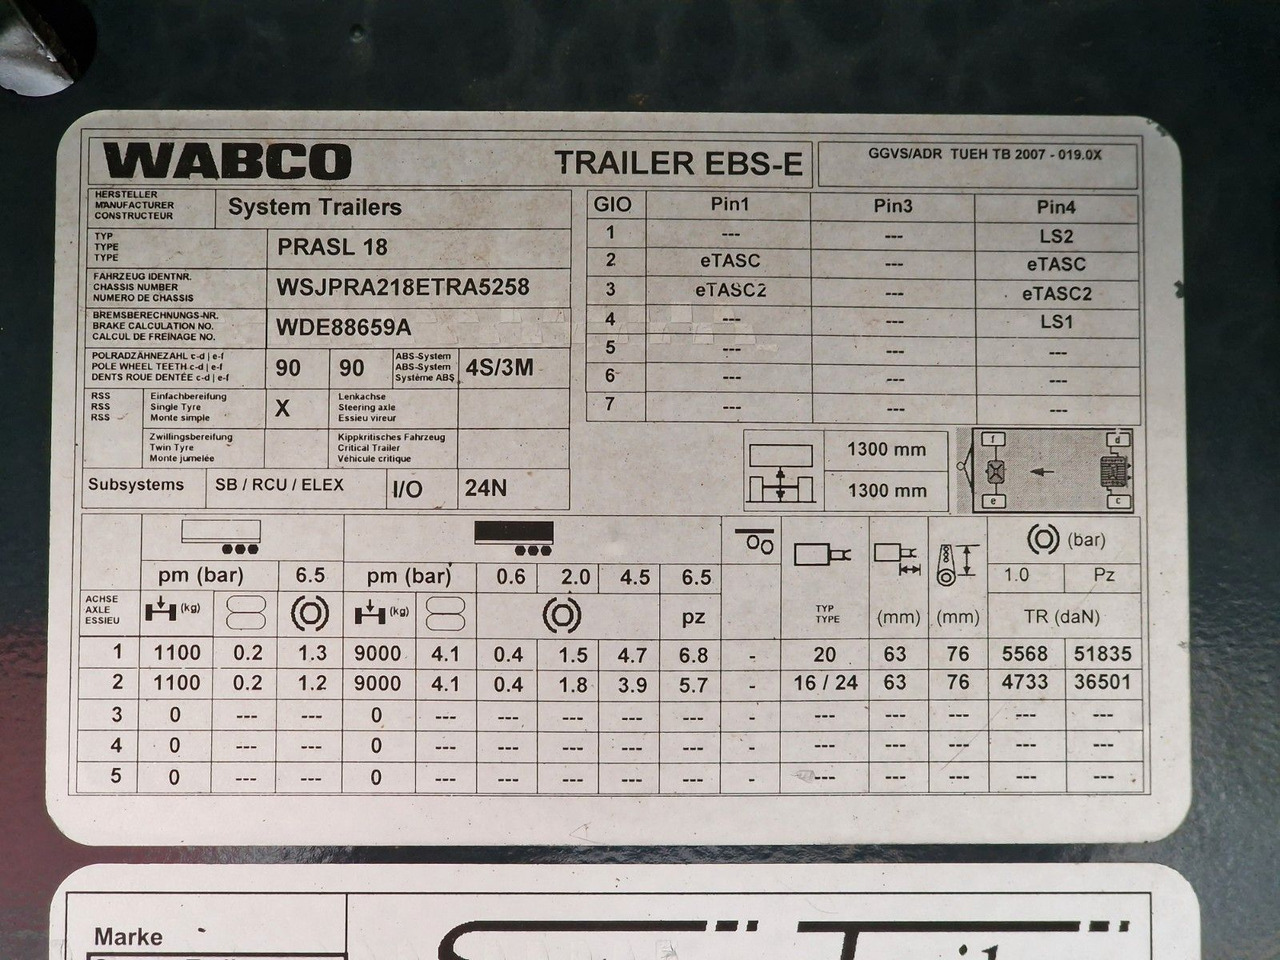 WABCO
TRAILER EBS-E
GGVS/ADR TUEH TB 2007 - 019.0X
HERSTELLER
MANUFACTURER
CONSTRUCTEUR
System Trailers
TYP
TYPE
TYPE
PRASL 18
FAHRZEUG IDENTNR.
CHASSIS NUMBER
NUMERO DE CHASSIS
WSJPRA218ETRA5258
BREMSBERECHNUNGS-NR.
BRAKE CALCULATION NO.
CALCUL DE FREINAGE NO.
WDE88659A
POLRADZÄHNEZAHL c-d | e-f
POLE WHEEL TEETH c-d | e-f
DENTS ROUE DENTÉE c-d | e-f
90 90
ABS-System
ABS-System
Système ABS
4S/3M
RSS
RSS
RSS
Einfachbereifung
Single Tyre
Monte simple
X
Lenkachse
Steering axle
Essieu vireur
Zwillingsbereifung
Twin Tyre
Monte jumelée
Kippkritisches Fahrzeug
Critical Trailer
Véhicule critique
Subsystems SB / RCU / ELEX I/O 24N
GIO Pin1 Pin3 Pin4
1 --- --- LS2
2 eTASC --- eTASC
3 eTASC2 --- eTASC2
4 --- --- LS1
5 --- --- ---
6 --- --- ---
7 --- --- ---
1300 mm
1300 mm
f d
e c
pm (bar) 6.5 pm (bar) 0.6 2.0 4.5 6.5 - (bar)
1.0 Pz
ACHSE
AXLE
ESSIEU
(kg) (kg) pz
TYP
TYPE
(mm) (mm) TR (daN)
1 1100 0.2 1.3 9000 4.1 0.4 1.5 4.7 6.8 - 20 63 76 5568 51835
2 1100 0.2 1.2 9000 4.1 0.4 1.8 3.9 5.7 - 16 / 24 63 76 4733 36501
3 0 --- --- 0 --- --- --- --- --- - --- --- --- --- ---
4 0 --- --- 0 --- --- --- --- --- - --- --- --- --- ---
5 0 --- --- 0 --- --- --- --- --- - --- --- --- --- ---
Marke